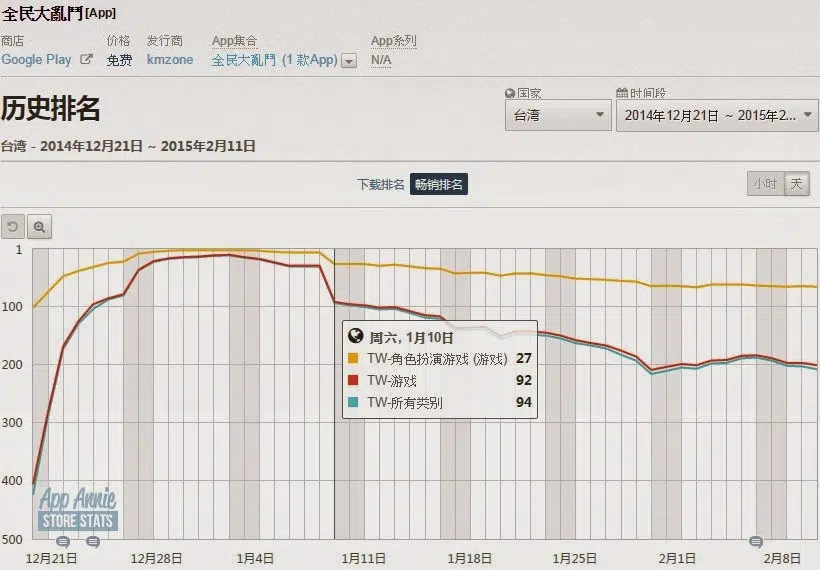 全民大亂鬥[App]
商店 价格 发行商 App集合 App系列
Google Play 免费 kmzone 全民大亂鬥 (1 款App) N/A
历史排名
国家 时间段
台湾 2014年12月21日 ~ 2015年2...
台湾 - 2014年12月21日 ~ 2015年2月11日
下载排名 畅销排名 小时 天
1
100
周六, 1月10日
TW-角色扮演游戏 (游戏) 27
200
TW-游戏 92
TW-所有类别 94
300
400
App Annie
STORE STATS
500
12月21日 12月28日 1月4日 1月11日 1月18日 1月25日 2月1日 2月8日